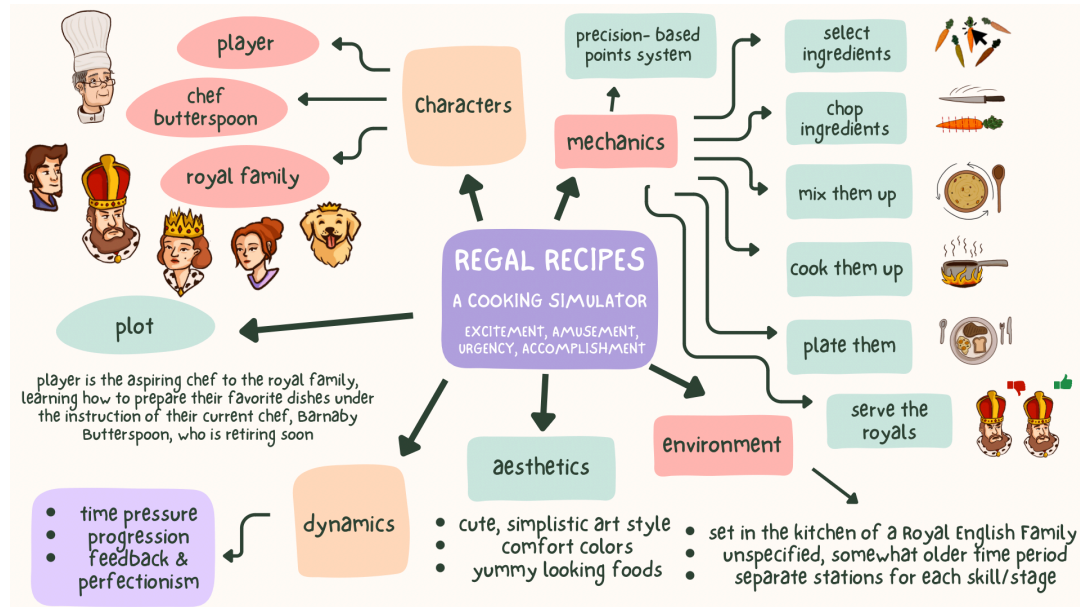 player
chef
butterspoon
royal family
Characters
precision- based
points system
mechanics
select
ingredients
chop
ingredients
mix them up
cook them up
plate them
serve the
royals
REGAL RECIPES
A COOKING SIMULATOR
EXCITEMENT, AMUSEMENT,
URGENCY, ACCOMPLISHMENT
plot
player is the aspiring chef to the royal family,
learning how to prepare their favorite dishes under
the instruction of their current chef, Barnaby
Butterspoon, who is retiring soon
dynamics
• time pressure
• progression
• feedback &
perfectionism
aesthetics
• cute, simplistic art style
• comfort colors
• yummy looking foods
environment
• set in the kitchen of a Royal English Family
• unspecified, somewhat older time period
• separate stations for each skill/stage